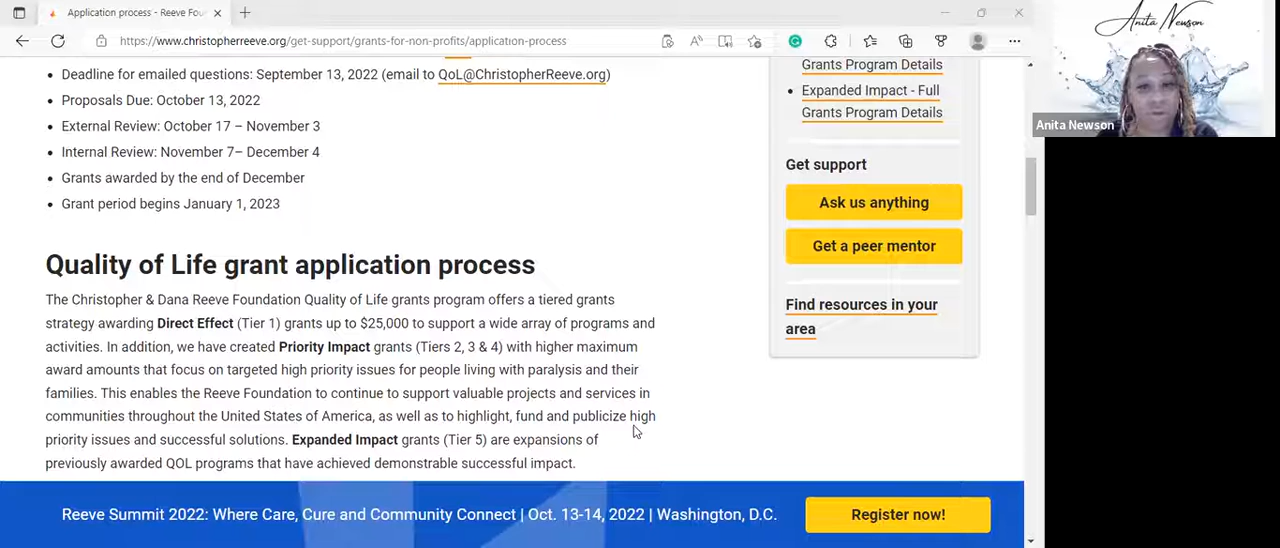 Application process - Reeve Fou
https://www.christopherreeve.org/get-support/grants-for-non-profits/application-process
Anita Newson
Anita Newson
Deadline for emailed questions: September 13, 2022 (email to QoL@ChristopherReeve.org)
Proposals Due: October 13, 2022
External Review: October 17 – November 3
Internal Review: November 7– December 4
Grants awarded by the end of December
Grant period begins January 1, 2023
Quality of Life grant application process
The Christopher & Dana Reeve Foundation Quality of Life grants program offers a tiered grants
strategy awarding Direct Effect (Tier 1) grants up to $25,000 to support a wide array of programs and
activities. In addition, we have created Priority Impact grants (Tiers 2, 3 & 4) with higher maximum
award amounts that focus on targeted high priority issues for people living with paralysis and their
families. This enables the Reeve Foundation to continue to support valuable projects and services in
communities throughout the United States of America, as well as to highlight, fund and publicize high
priority issues and successful solutions. Expanded Impact grants (Tier 5) are expansions of
previously awarded QOL programs that have achieved demonstrable successful impact.
Grants Program Details
Expanded Impact - Full
Grants Program Details
Get support
Ask us anything
Get a peer mentor
Find resources in your
area
Reeve Summit 2022: Where Care, Cure and Community Connect | Oct. 13-14, 2022 | Washington, D.C.
Register now!